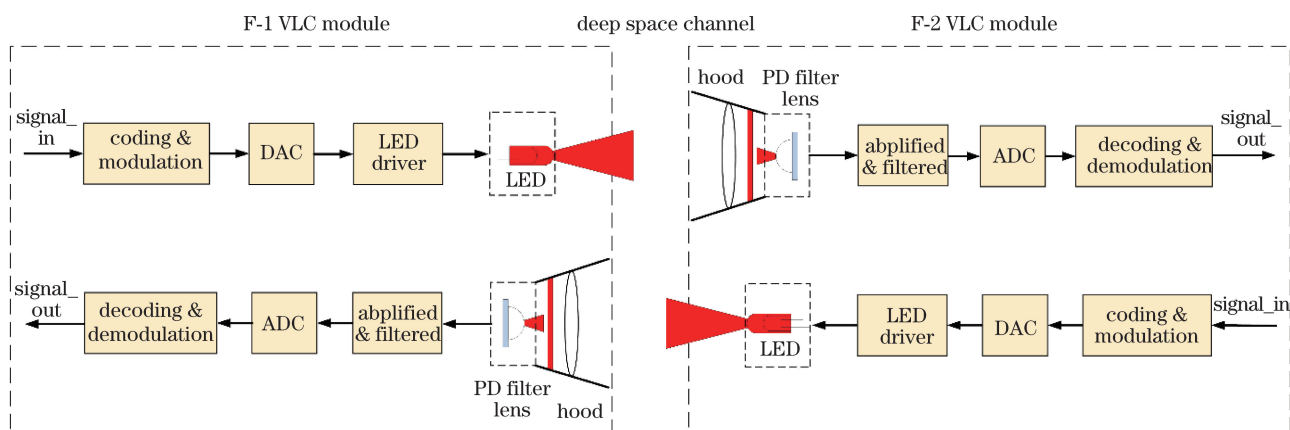 F-1 VLC module
deep space channel
F-2 VLC module
signal_
in
coding &
modulation
DAC
LED
driver
LED
hood
PD filter
lens
abplified
& filtered
ADC
decoding &
demodulation
signal_
out
signal_
out
decoding &
demodulation
ADC
abplified
& filtered
PD filter
lens
hood
LED
LED
driver
DAC
coding &
modulation
signal_in